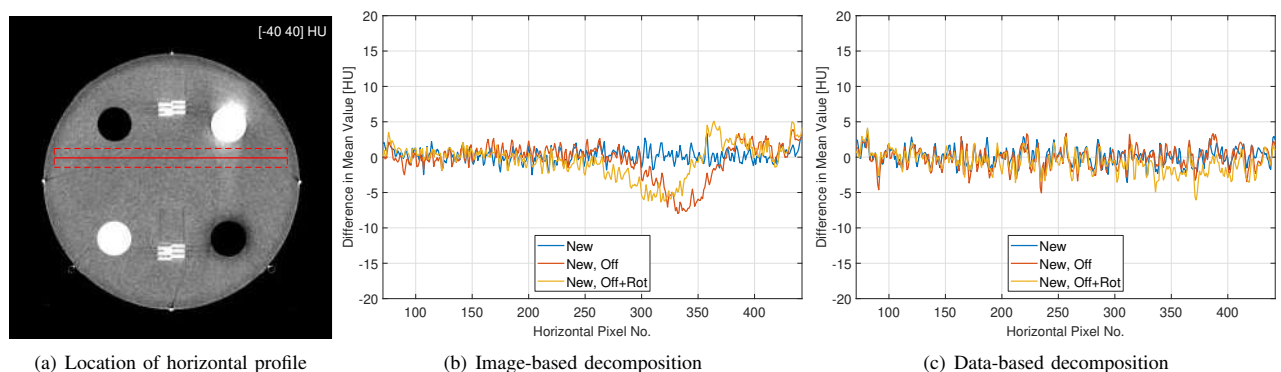 [-40 40] HU
(a) Location of horizontal profile
20
15
10
5
0
-5
-10
-15
-20
Difference in Mean Value [HU]
New
New, Off
New, Off+Rot
100 150 200 250 300 350 400
Horizontal Pixel No.
(b) Image-based decomposition
20
15
10
5
0
-5
-10
-15
-20
Difference in Mean Value [HU]
New
New, Off
New, Off+Rot
100 150 200 250 300 350 400
Horizontal Pixel No.
(c) Data-based decomposition